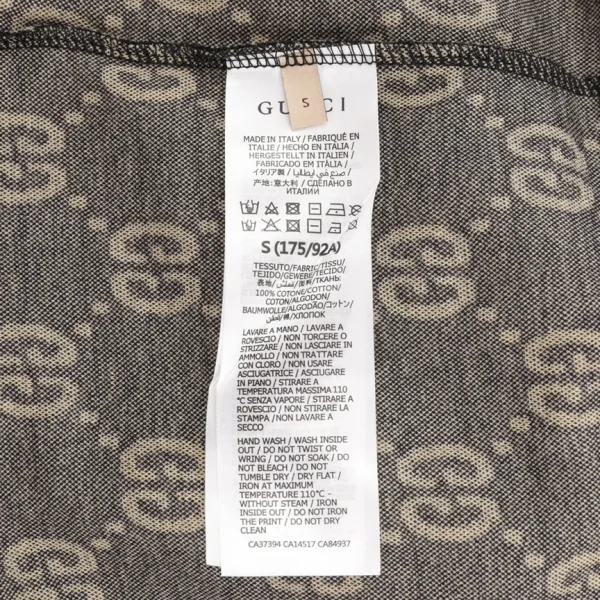 S
GUCCI
MADE IN ITALY / FABRIQUÉ EN
ITALIE / HECHO EN ITALIA /
HERGESTELLT IN ITALIEN /
FABRICADO EM ITÁLIA /
イタリア製 / صنع في إيطاليا /
产地:意大利 / СДЕЛАНО В
ИТАЛИИ
S (175/92A)
TESSUTO/FABRIC/TISSU/
TEJIDO/GEWEBE/TECIDO/
表地/قماش/面料/ТКАНЬ:
100% COTONE/COTTON/
COTON/ALGODON/
BAUMWOLLE/ALGODÃO/コットン/
قطن/棉/ХЛОПОК
LAVARE A MANO / LAVARE A
ROVESCIO / NON TORCERE O
STRIZZARE / NON LASCIARE IN
AMMOLLO / NON TRATTARE
CON CLORO / NON USARE
ASCIUGATRICE / ASCIUGARE
IN PIANO / STIRARE A
TEMPERATURA MASSIMA 110
°C SENZA VAPORE / STIRARE A
ROVESCIO / NON STIRARE LA
STAMPA /NON LAVARE A
SECCO
HAND WASH / WASH INSIDE
OUT / DO NOT TWIST OR
WRING / DO NOT SOAK / DO
NOT BLEACH / DO NOT
TUMBLE DRY / DRY FLAT /
IRON AT MAXIMUM
TEMPERATURE 110°C -
WITHOUT STEAM / IRON
INSIDE OUT / DO NOT IRON
THE PRINT / DO NOT DRY
CLEAN
CA37394 CA14517 CA84937